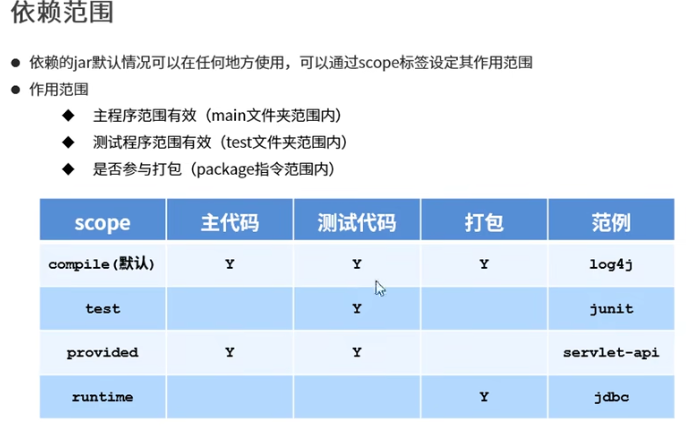 依赖范围
● 依赖的jar默认情况可以在任何地方使用，可以通过scope标签设定其作用范围
● 作用范围
◆ 主程序范围有效（main文件夹范围内）
◆ 测试程序范围有效（test文件夹范围内）
◆ 是否参与打包（package指令范围内）
scope 主代码 测试代码 打包 范例
compile(默认) Y Y Y log4j
test Y junit
provided Y Y servlet-api
runtime Y jdbc